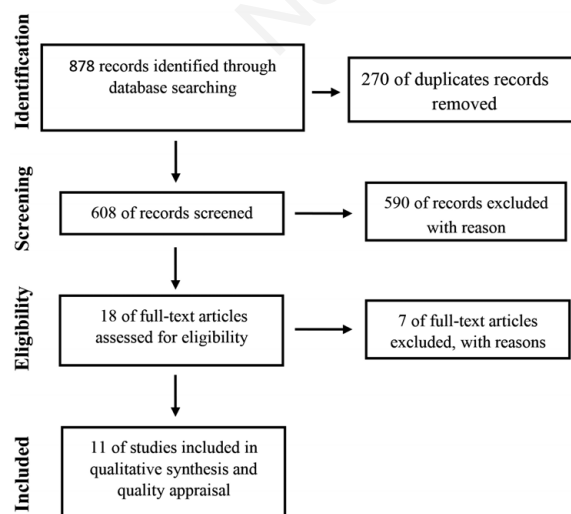 Identification
878 records identified through
database searching
270 of duplicates records
removed
Screening
608 of records screened
590 of records excluded
with reason
Eligibility
18 of full-text articles
assessed for eligibility
7 of full-text articles
excluded, with reasons
Included
11 of studies included in
qualitative synthesis and
quality appraisal